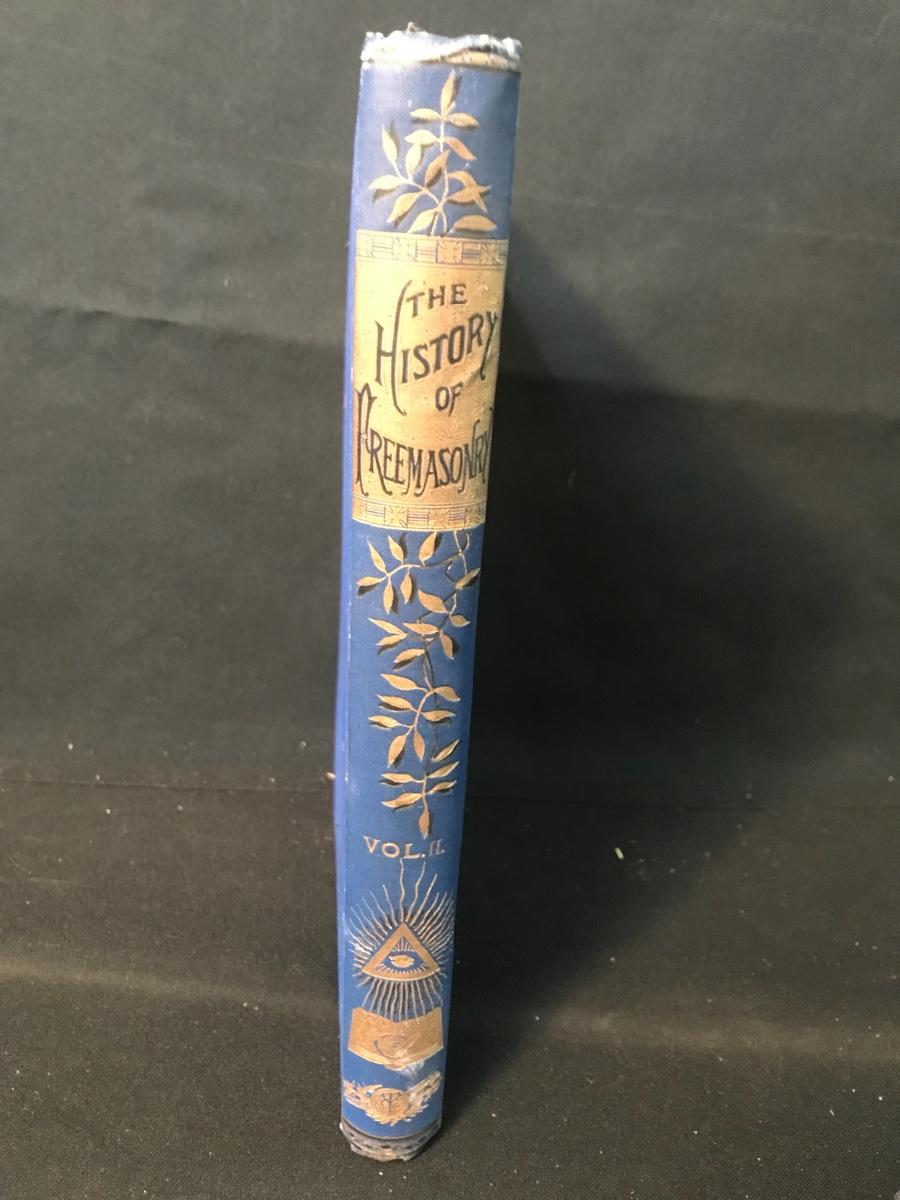 THE
HISTORY
OF
FREEMASONRY
VOL. II.